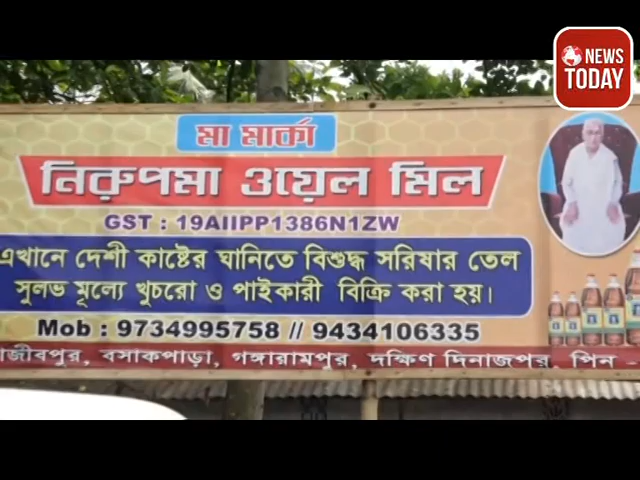 NEWS
TODAY
মা মার্কা
নিরুপমা ওয়েল মিল
GST : 19AIIPP1386N1ZW
এখানে দেশী কাষ্টের ঘানিতে বিশুদ্ধ সরিষার তেল
সুলভ মূল্যে খুচরো ও পাইকারী বিক্রি করা হয়।
Mob : 9734995758 // 9434106335
বসাকপাড়া, গঙ্গারামপুর, দক্ষিণ দিনাজপুর, পিন